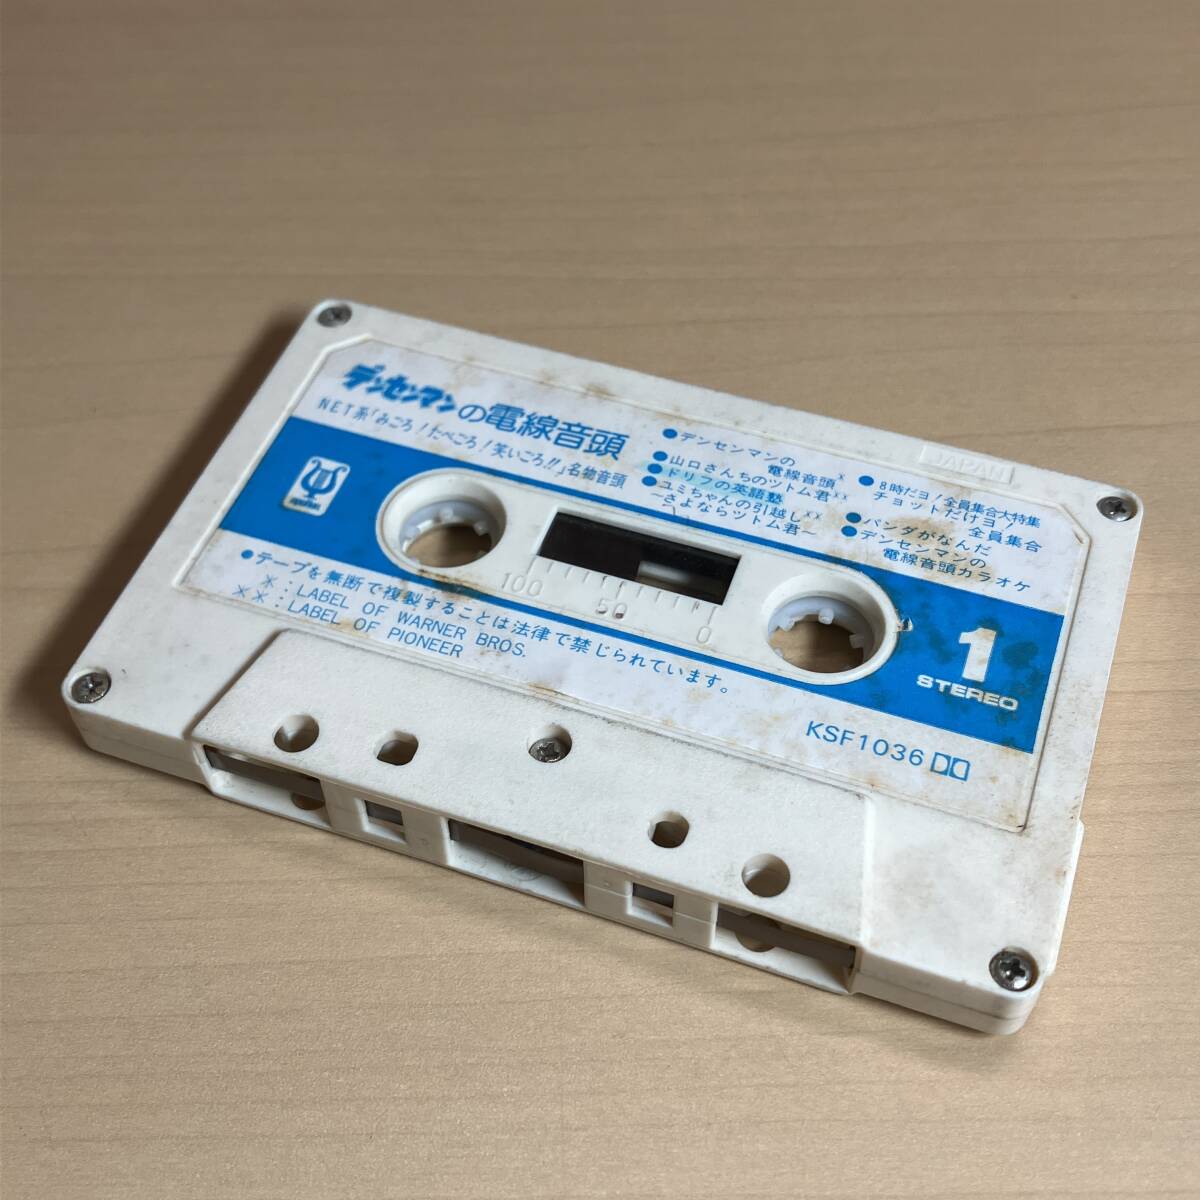 デンセンマンの電線音頭
NET系「みごろ!たべごろ!笑いごろ!!」名物音頭
●デンセンマンの
電線音頭*
●山口さんちのツトム君**
●ドリフの英語塾
●ユミちゃんの引越し**
～さよならツトム君～
●8時だヨ!全員集合大特集
チョットだけヨ!
全員集合
●パンダがなんだ
●デンセンマンの
電線音頭カラオケ
JAPAN
PIONEER
100 50 0
1
STEREO
●テープを無断で複製することは法律で禁じられています。
*:LABEL OF WARNER BROS.
**:LABEL OF PIONEER
KSF1036